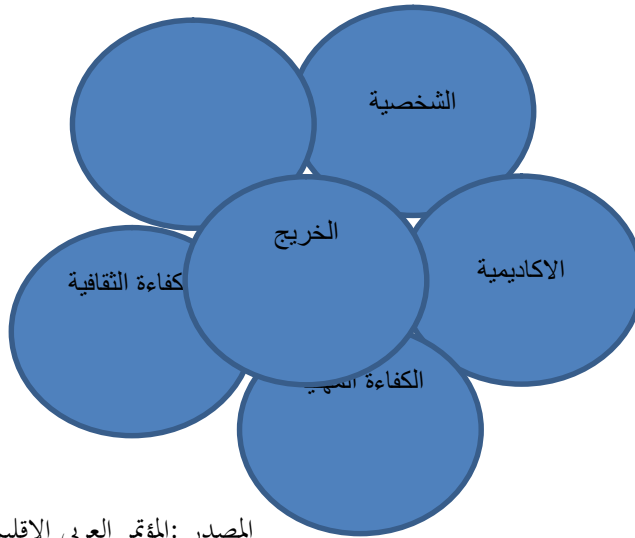 الشخصية
الخريج
الاكاديمية
كفاءة الثقافية
الكفاءة
المصدر :المؤتمر العربي